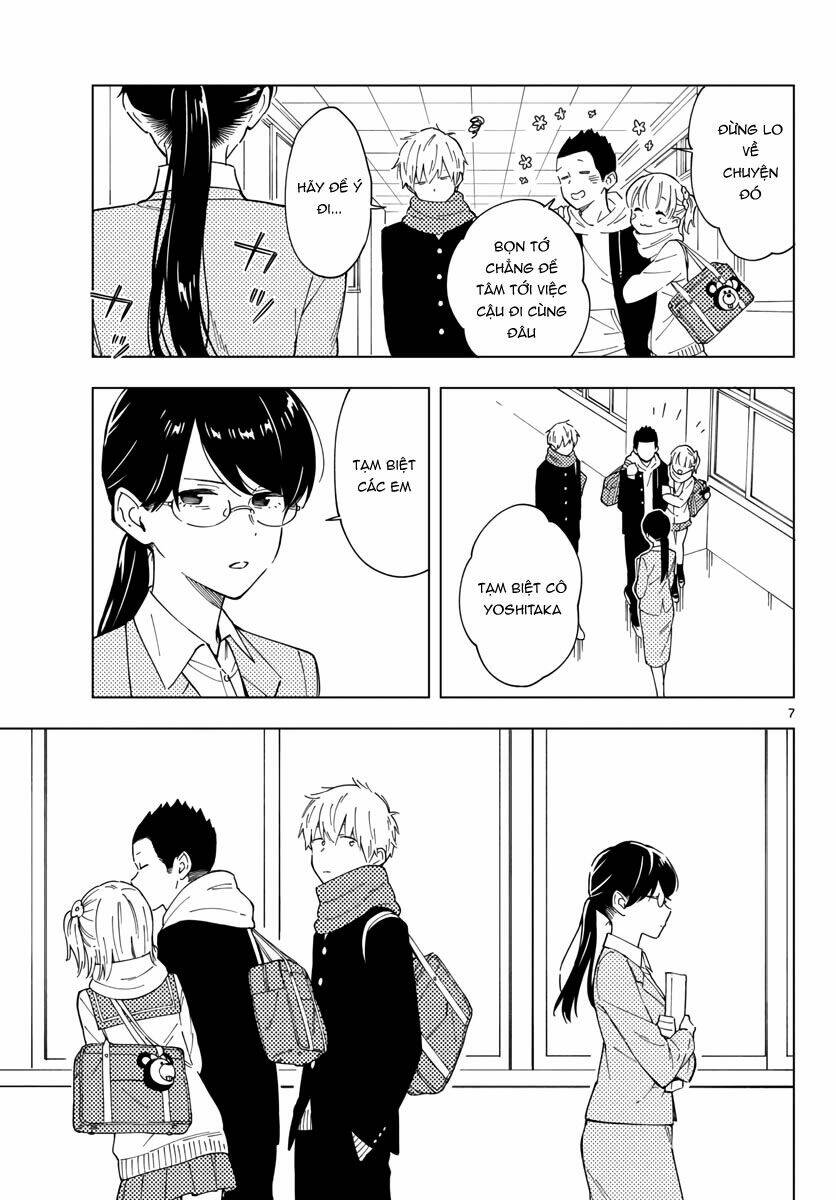 ĐỪNG LO
VỀ
CHUYỆN
ĐÓ
BỌN TỚ
CHẲNG ĐỂ
TÂM TỚI VIỆC
CẬU ĐI CÙNG
ĐÂU
HÃY ĐỂ Ý
ĐI...
TẠM BIỆT CÔ
YOSHITAKA
TẠM BIỆT
CÁC EM
7